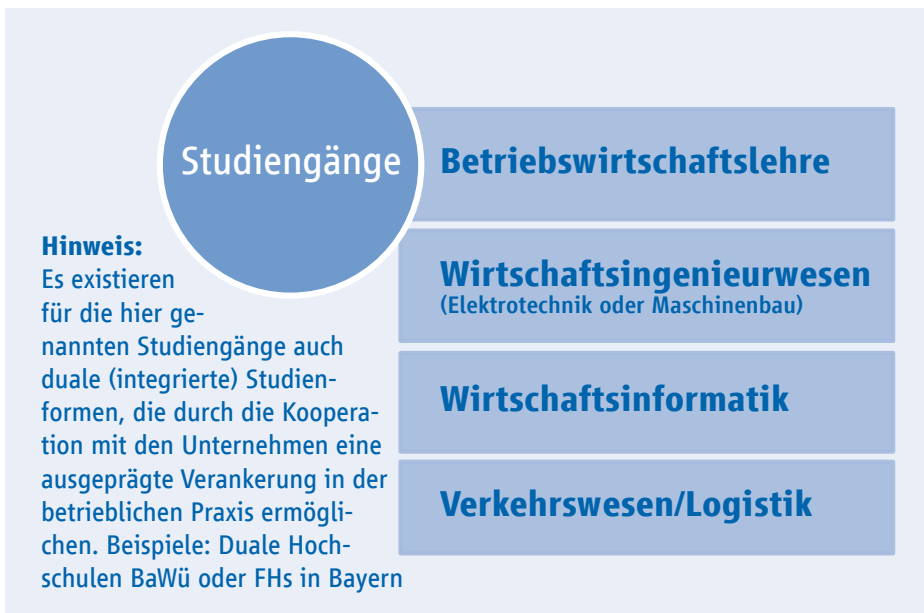 Studiengänge
Betriebswirtschaftslehre
Wirtschaftsingenieurwesen
(Elektrotechnik oder Maschinenbau)
Wirtschaftsinformatik
Verkehrswesen/Logistik
Hinweis:
Es existieren
für die hier ge-
nannten Studiengänge auch
duale (integrierte) Studien-
formen, die durch die Koopera-
tion mit den Unternehmen eine
ausgeprägte Verankerung in der
betrieblichen Praxis ermögli-
chen. Beispiele: Duale Hoch-
schulen BaWü oder FHs in Bayern